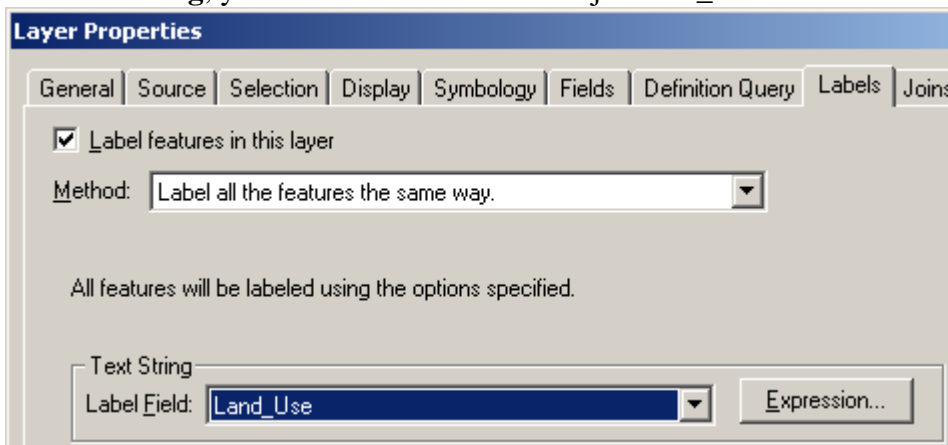 Layer Properties
General Source Selection Display Symbology Fields Definition Query Labels Joins
Label features in this layer
Method: Label all the features the same way.
All features will be labeled using the options specified.
Text String
Label Field: Land_Use Expression...